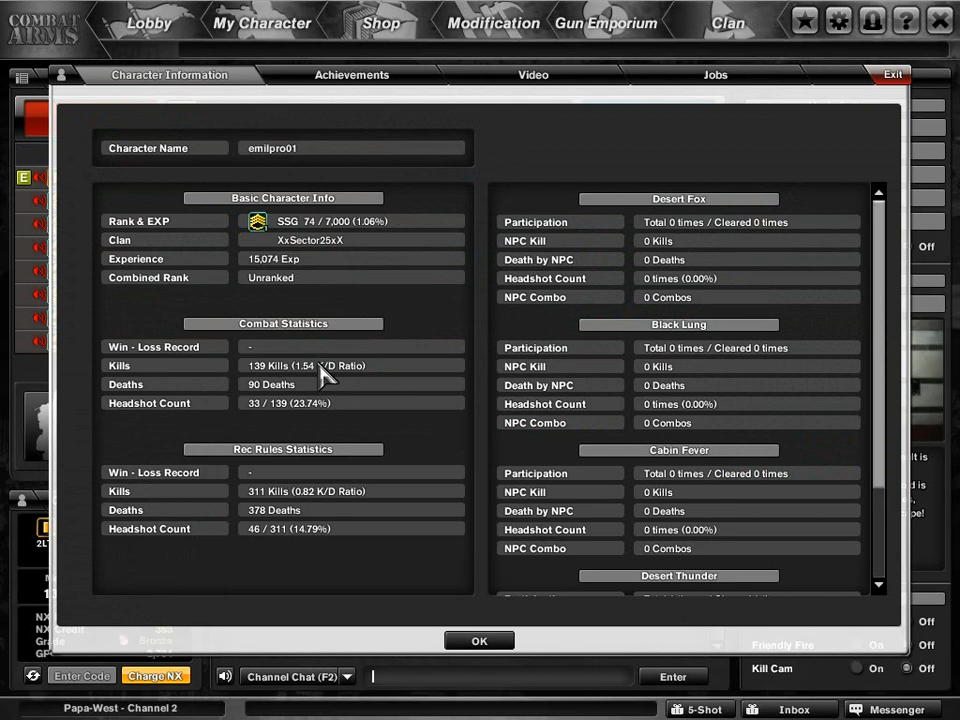 COMBAT ARMS
Lobby
My Character
Shop
Modification
Gun Emporium
Clan
Character Information
Achievements
Video
Jobs
Exit
Character Name emilpro01
Basic Character Info
Rank & EXP SSG 74 / 7,000 (1.06%)
Clan XxSector25xX
Experience 15,074 Exp
Combined Rank Unranked
Combat Statistics
Win - Loss Record -
Kills 139 Kills (1.54 K/D Ratio)
Deaths 90 Deaths
Headshot Count 33 / 139 (23.74%)
Rec Rules Statistics
Win - Loss Record -
Kills 311 Kills (0.82 K/D Ratio)
Deaths 378 Deaths
Headshot Count 46 / 311 (14.79%)
Desert Fox
Participation Total 0 times / Cleared 0 times
NPC Kill 0 Kills
Death by NPC 0 Deaths
Headshot Count 0 times (0.00%)
NPC Combo 0 Combos
Black Lung
Participation Total 0 times / Cleared 0 times
NPC Kill 0 Kills
Death by NPC 0 Deaths
Headshot Count 0 times (0.00%)
NPC Combo 0 Combos
Cabin Fever
Participation Total 0 times / Cleared 0 times
NPC Kill 0 Kills
Death by NPC 0 Deaths
Headshot Count 0 times (0.00%)
NPC Combo 0 Combos
Desert Thunder
OK
E
Off
Off
Friendly Fire On Off
Kill Cam On Off
Enter Code
Charge NX
Channel Chat (F2)
Enter
Papa-West - Channel 2
5-Shot
Inbox
Messenger